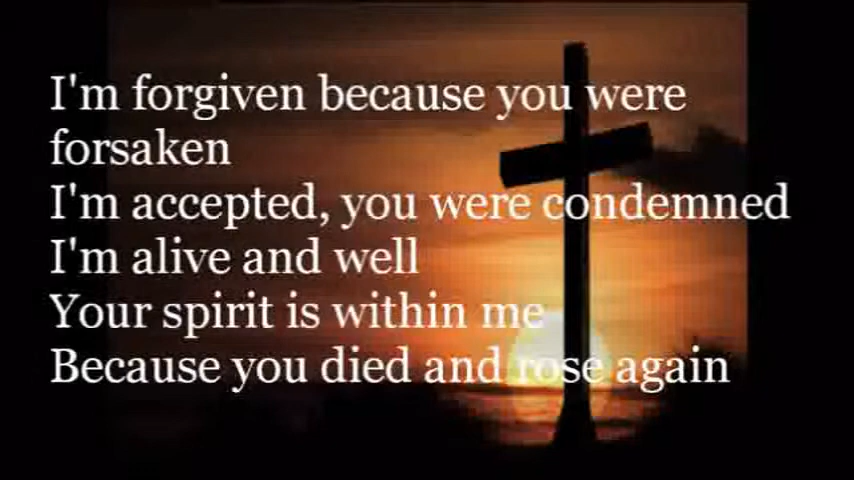 I'm forgiven because you were
forsaken
I'm accepted, you were condemned
I'm alive and well
Your spirit is within me
Because you died and rose again